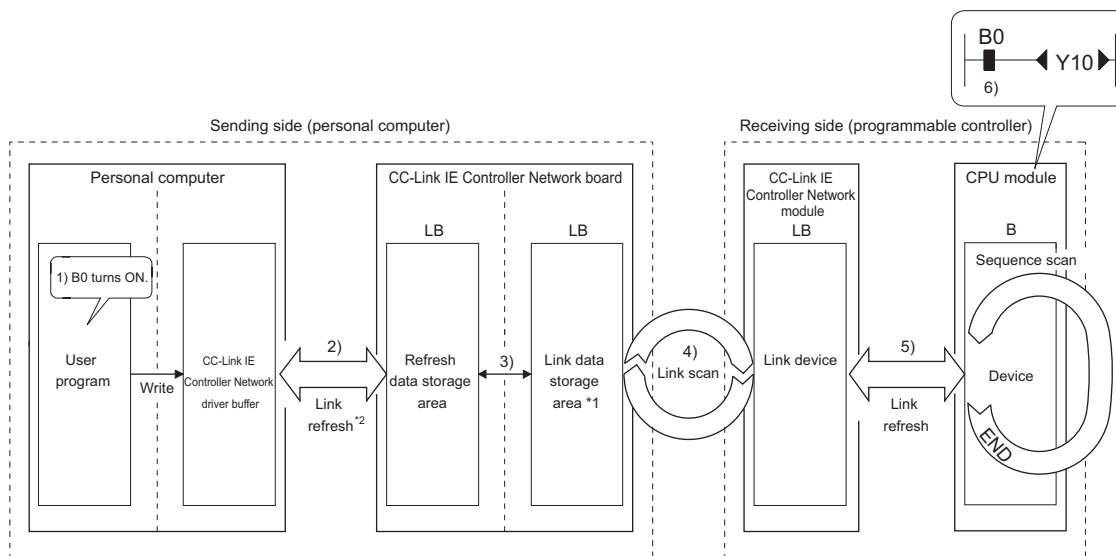 B0
Y10
6)
Sending side (personal computer)
Receiving side (programmable controller)
Personal computer
CC-Link IE Controller Network board
CC-Link IE
Controller Network
module
CPU module
LB
LB
LB
B
1) B0 turns ON.
Sequence scan
User
program
Write
CC-Link IE
Controller Network
driver buffer
2)
Link
refresh*2
Refresh
data storage
area
3)
Link data
storage
area *1
4)
Link scan
Link device
5)
Link
refresh
Device
END